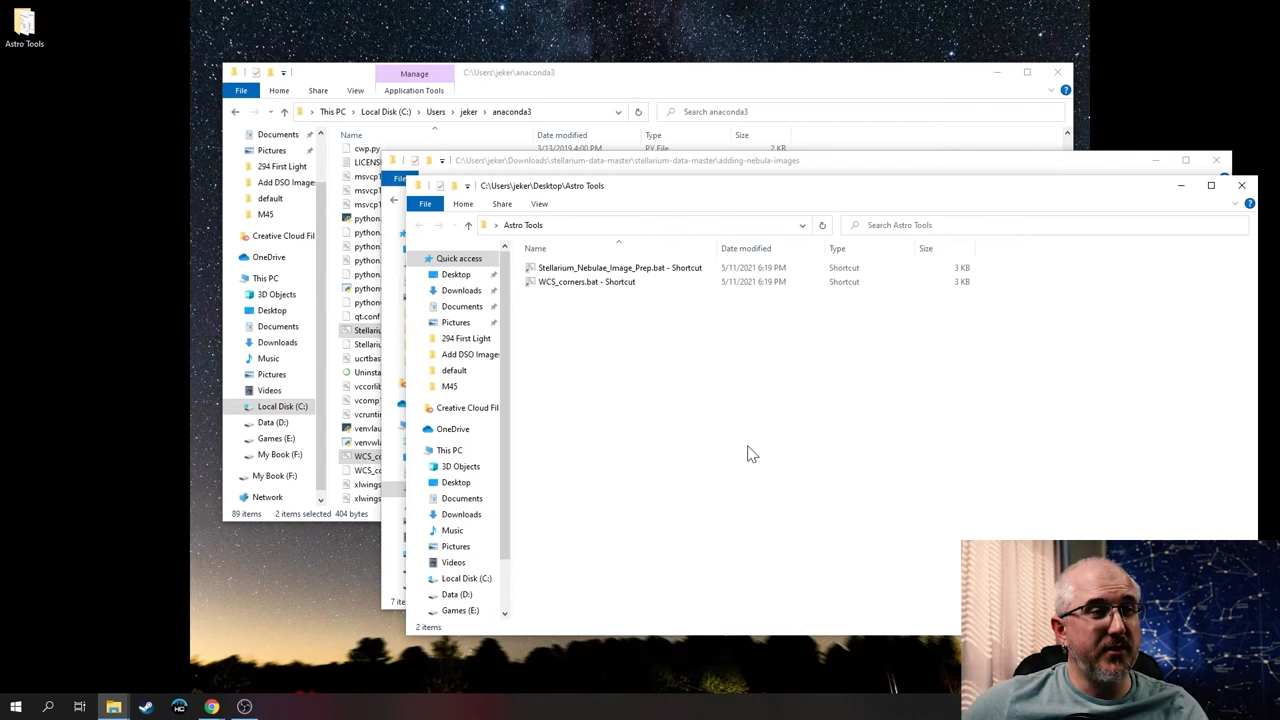 Astro Tools
Manage
C:\Users\jeker\anaconda3
File
Home
Share
View
Application Tools
This PC
Local Disk (C:)
Users
jeker
anaconda3
Search anaconda3
Documents
Pictures
294 First Light
Add DSO Images
default
M45
Creative Cloud Fil
OneDrive
This PC
3D Objects
Desktop
Documents
Downloads
Music
Pictures
Videos
Local Disk (C:)
Data (D:)
Games (E:)
My Book (F:)
My Book (F:)
Network
Name
Date modified
Type
Size
cwp.py
3/13/2019 4:00 PM
PY File
2 KB
LICENS
msvcp1
msvcp1
msvcp1
python.
python.
python.
python.
python.
python
python
qt.conf
Stellariu
Stellariu
ucrtbas
Uninsta
vccorlib
vcomp1
vcrunti
venvlau
venvwla
WCS_co
WCS_co
xlwings
xlwings
89 items
2 items selected
404 bytes
C:\Users\jeker\Downloads\stellarium-data-master\stellarium-data-master\adding-nebula-images
File
7 ite
C:\Users\jeker\Desktop\Astro Tools
File
Home
Share
View
Astro Tools
Search Astro Tools
Quick access
Desktop
Downloads
Documents
Pictures
294 First Light
Add DSO Images
default
M45
Creative Cloud Fil
OneDrive
This PC
3D Objects
Desktop
Documents
Downloads
Music
Pictures
Videos
Local Disk (C:)
Data (D:)
Games (E:)
Name
Date modified
Type
Size
Stellarium_Nebulae_Image_Prep.bat - Shortcut
5/11/2021 6:19 PM
Shortcut
3 KB
WCS_corners.bat - Shortcut
5/11/2021 6:19 PM
Shortcut
3 KB
2 items